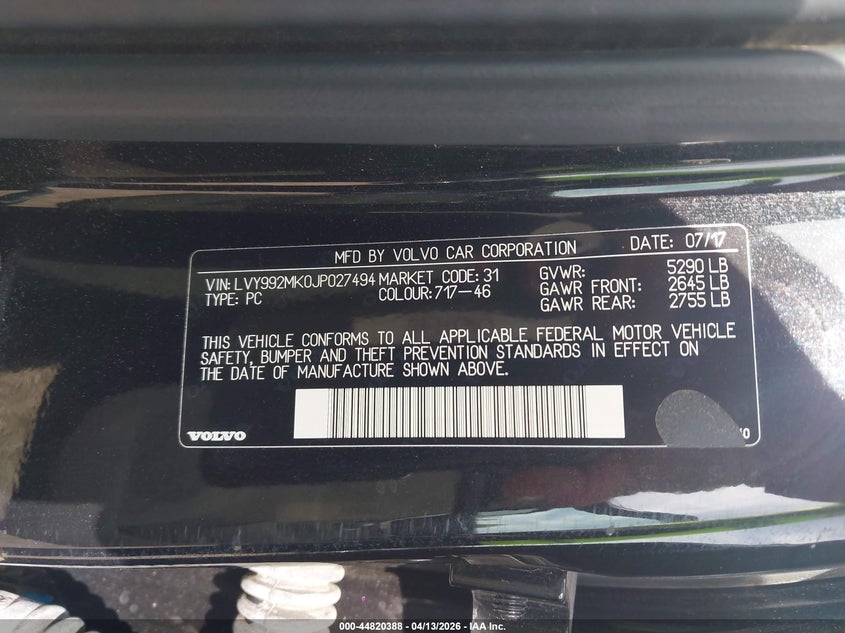 MFD BY VOLVO CAR CORPORATION DATE: 07/17
VIN: LVY992MK0JP027494 MARKET CODE: 31 GVWR: 5290 LB
TYPE: PC COLOUR: 717-46 GAWR FRONT: 2645 LB
GAWR REAR: 2755 LB
THIS VEHICLE CONFORMS TO ALL APPLICABLE FEDERAL MOTOR VEHICLE
SAFETY, BUMPER AND THEFT PREVENTION STANDARDS IN EFFECT ON
THE DATE OF MANUFACTURE SHOWN ABOVE.
VOLVO
000-44820388 - 04/13/2026 - IAA Inc.